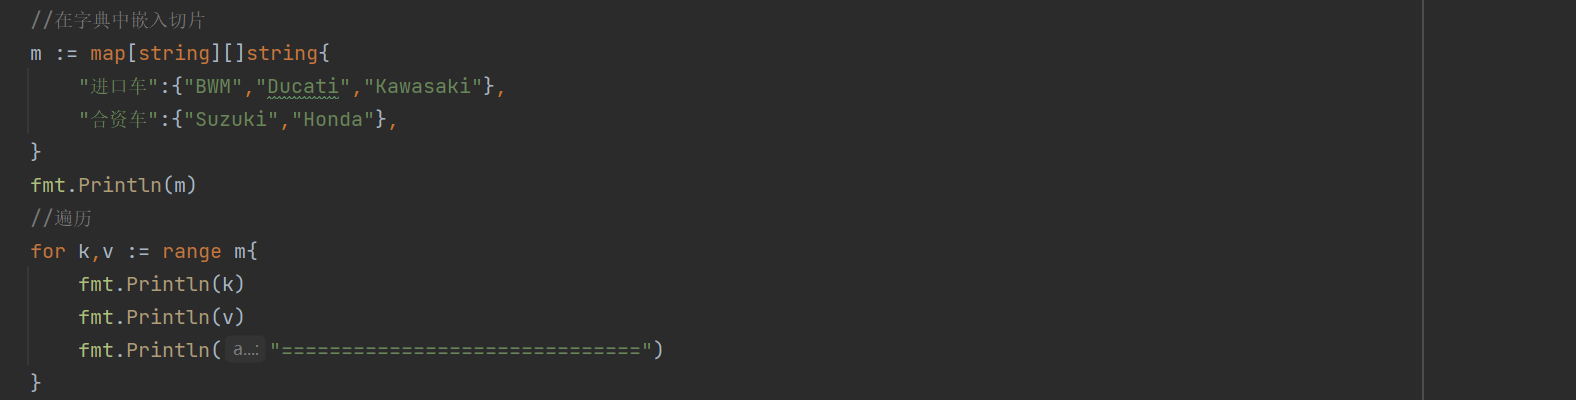 //在字典中嵌入切片
m := map[string][]string{
    "进口车":{"BWM","Ducati","Kawasaki"},
    "合资车":{"Suzuki","Honda"},
}
fmt.Println(m)
//遍历
for k,v := range m{
    fmt.Println(k)
    fmt.Println(v)
    fmt.Println( a...: "==============================")
}